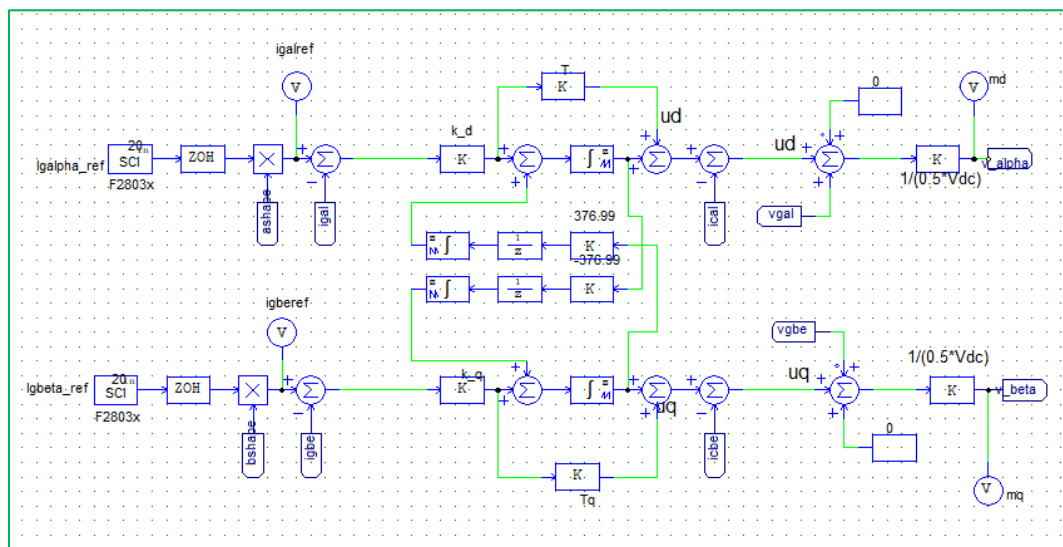 igalref
V
T
K
0
V
md
20
SCI
F2803x
Igalpha_ref
ZOH
ashape
igal
k_d
K
ud
ical
ud
vgal
K
1/(0.5*Vdc)
v_alpha
376.99
1
z
K
-376.99
1
z
K
igberef
V
vgbe
1/(0.5*Vdc)
20
SCI
F2803x
Igbeta_ref
ZOH
bshape
igbe
k_q
K
uq
icbe
uq
0
K
v_beta
K
Tq
V
mq